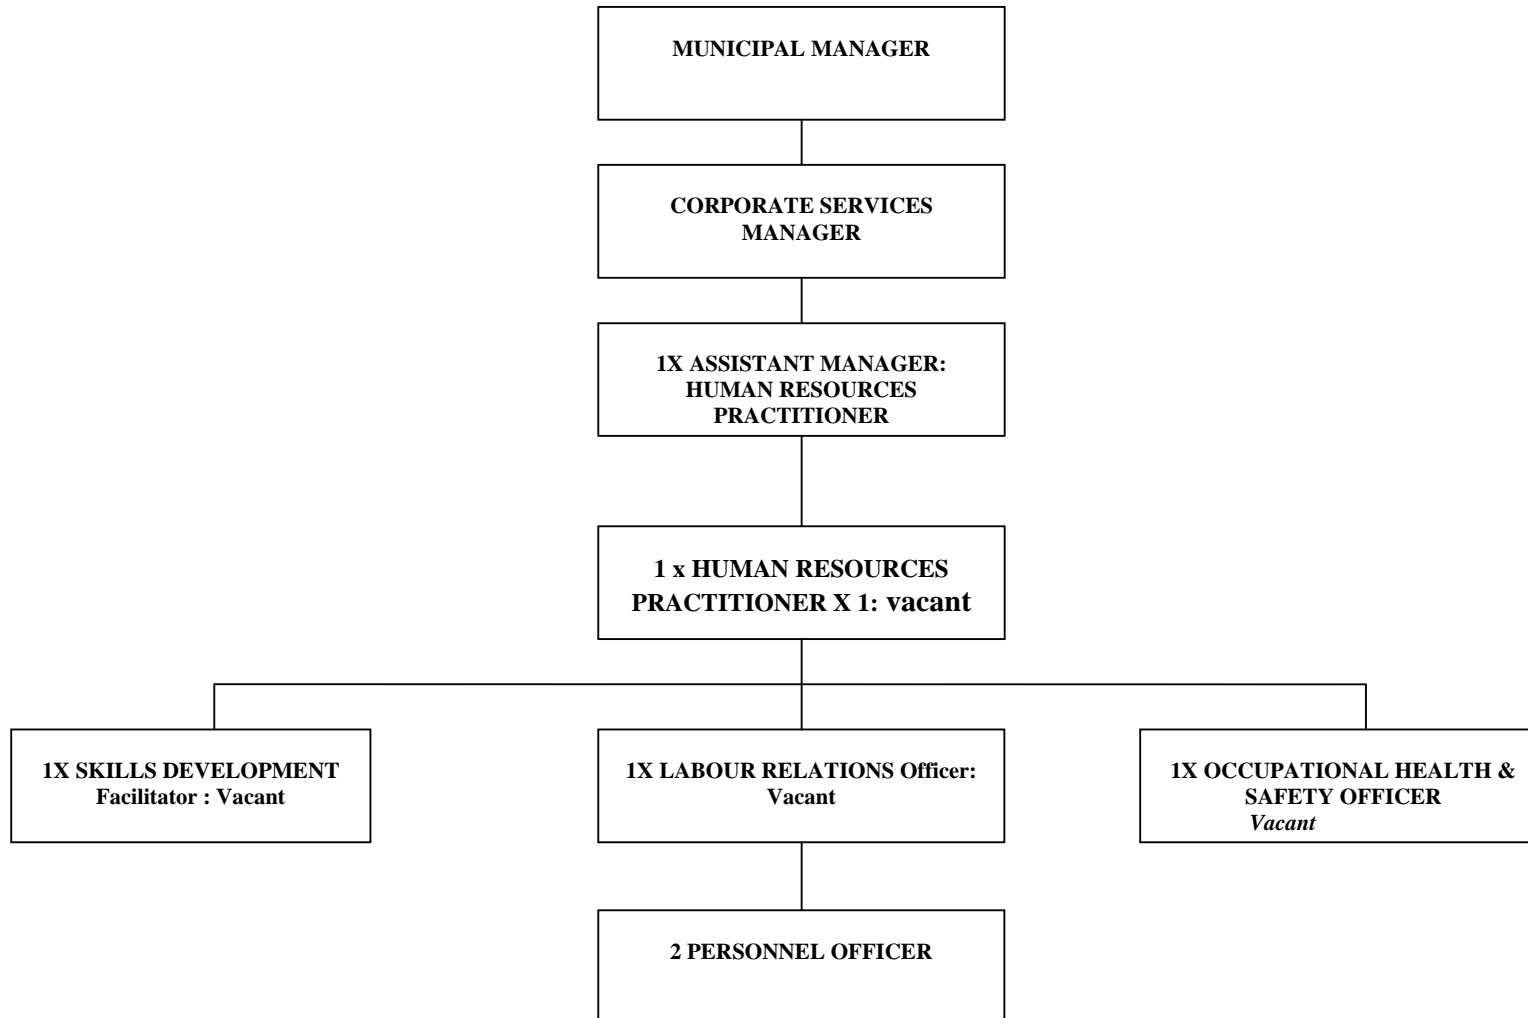 MUNICIPAL MANAGER
CORPORATE SERVICES
MANAGER
1X ASSISTANT MANAGER:
HUMAN RESOURCES
PRACTITIONER
1 x HUMAN RESOURCES
PRACTITIONER X 1: vacant
1X SKILLS DEVELOPMENT
Facilitator : Vacant
1X LABOUR RELATIONS Officer:
Vacant
1X OCCUPATIONAL HEALTH &
SAFETY OFFICER
Vacant
2 PERSONNEL OFFICER